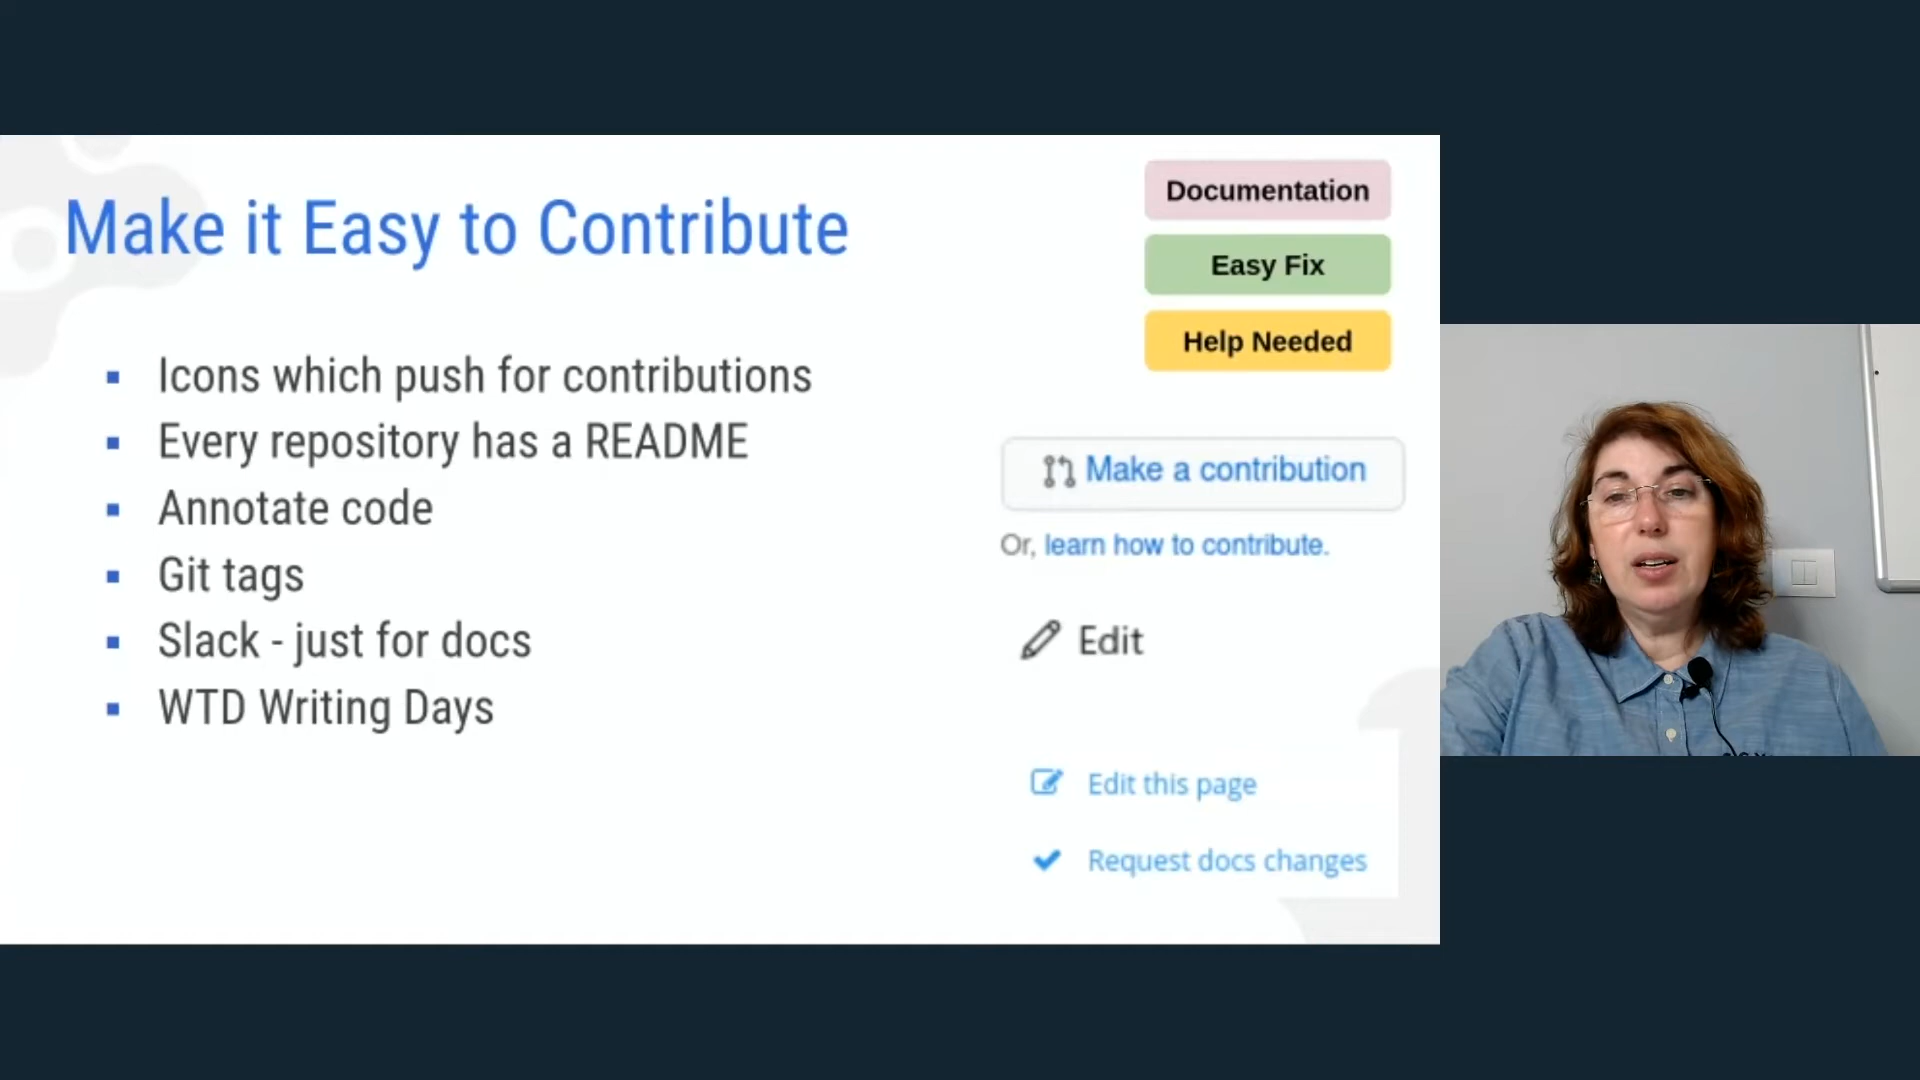 Make it Easy to Contribute
Icons which push for contributions
Every repository has a README
Annotate code
Git tags
Slack - just for docs
WTD Writing Days
Documentation
Easy Fix
Help Needed
Make a contribution
Or, learn how to contribute.
Edit
Edit this page
Request docs changes